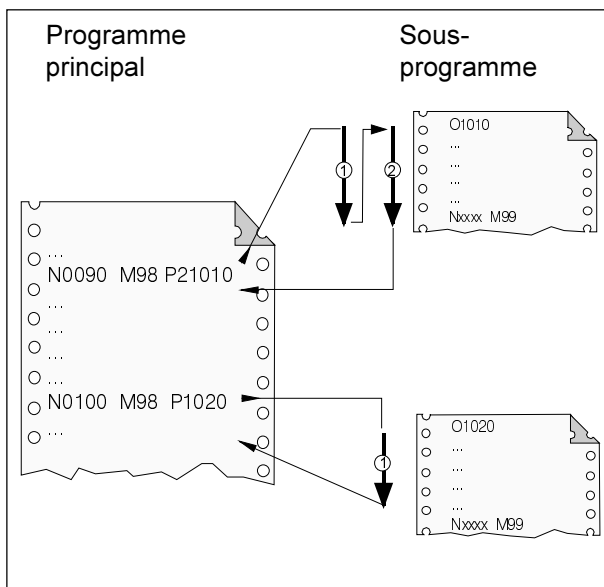 Programme
principal
Sous-
programme
O1010
...
...
...
...
Nxxxx M99
1
2
...
N0090 M98 P21010
...
...
...
...
N0100 M98 P1020
...
1
O1020
...
...
...
...
Nxxxx M99